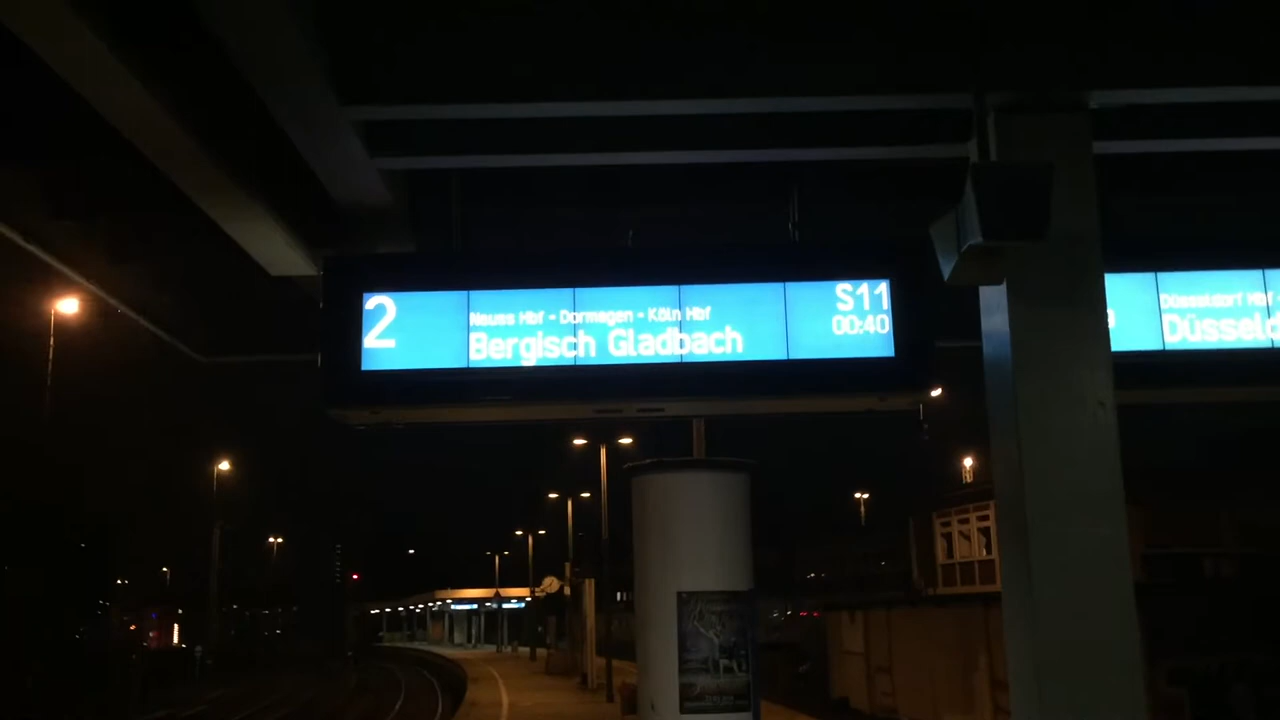 2
Neuss Hbf - Dormagen - Köln Hbf
Bergisch Gladbach
S11
00:40
Düsseldorf Hbf
Düsseld